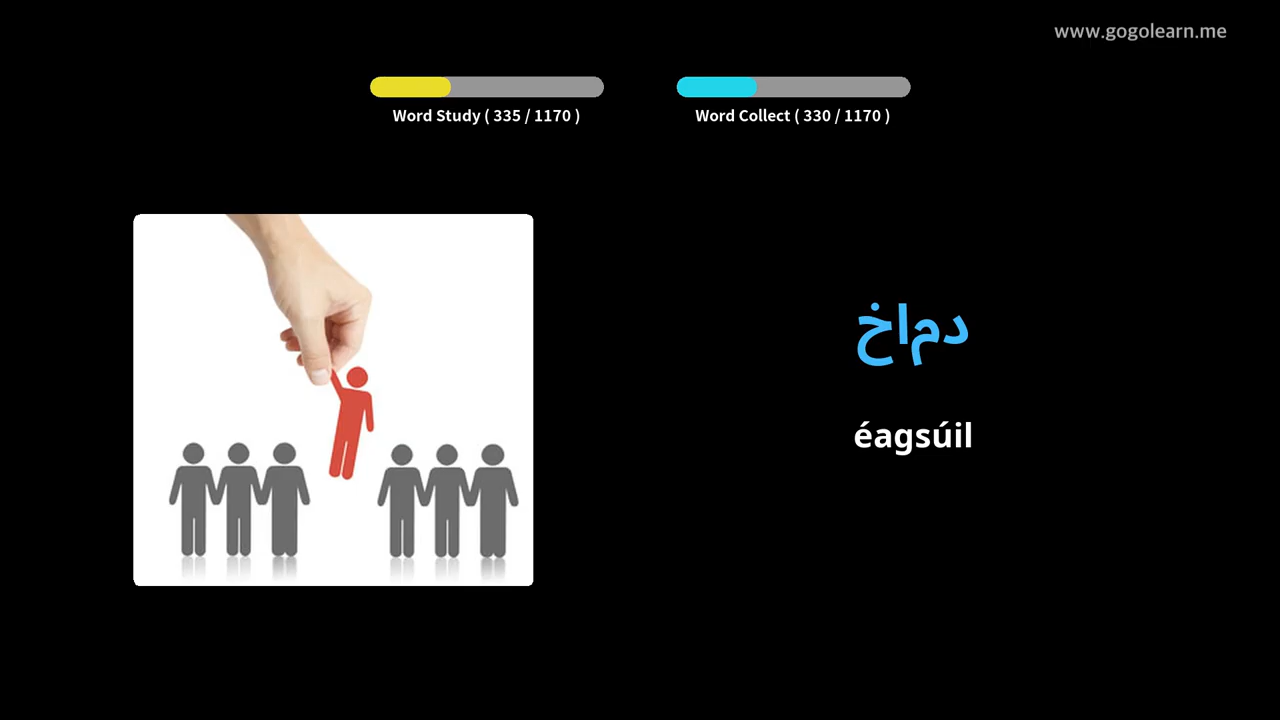 www.gogolearn.me
Word Study ( 335 / 1170 )
Word Collect ( 330 / 1170 )
دماخ
éagsúil